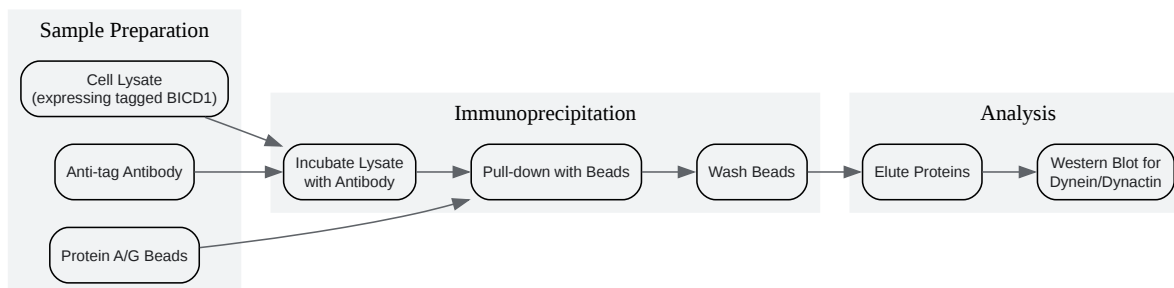 Sample Preparation
Cell Lysate
(expressing tagged BICD1)
Anti-tag Antibody
Protein A/G Beads
Immunoprecipitation
Incubate Lysate
with Antibody
Pull-down with Beads
Wash Beads
Analysis
Elute Proteins
Western Blot for
Dynein/Dynactin